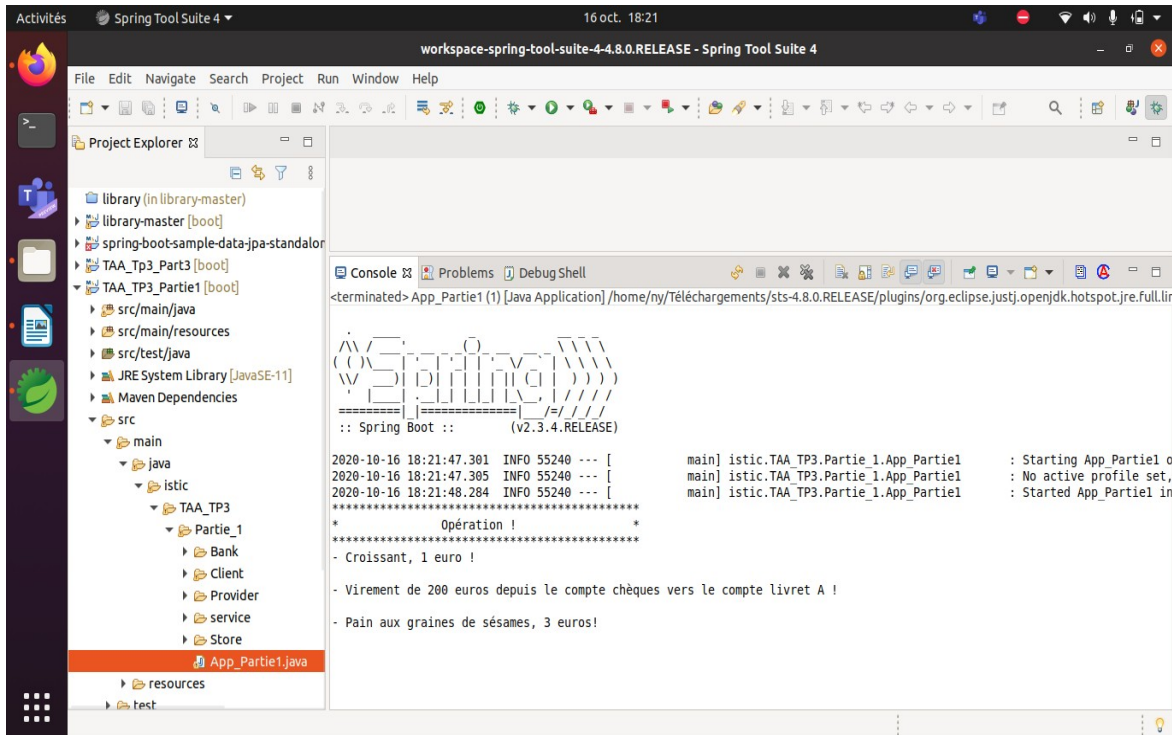 Activités Spring Tool Suite 4 16 oct. 18:21
workspace-spring-tool-suite-4-4.8.0.RELEASE - Spring Tool Suite 4
File Edit Navigate Search Project Run Window Help
Project Explorer
library (in library-master)
library-master [boot]
spring-boot-sample-data-jpa-standalor
TAA_Tp3_Part3 [boot]
TAA_TP3_Partie1 [boot]
src/main/java
src/main/resources
src/test/java
JRE System Library [JavaSE-11]
Maven Dependencies
src
main
java
istic
TAA_TP3
Partie_1
Bank
Client
Provider
service
Store
App_Partie1.java
resources
test
Console Problems Debug Shell
<terminated> App_Partie1 (1) [Java Application] /home/ny/Téléchargements/sts-4.8.0.RELEASE/plugins/org.eclipse.justj.openjdk.hotspot.jre.full.lin
Spring
:: Spring Boot :: (v2.3.4.RELEASE)
2020-10-16 18:21:47.301 INFO 55240 --- [ main] istic.TAA_TP3.Partie_1.App_Partie1 : Starting App_Partie1 o
2020-10-16 18:21:47.305 INFO 55240 --- [ main] istic.TAA_TP3.Partie_1.App_Partie1 : No active profile set,
2020-10-16 18:21:48.284 INFO 55240 --- [ main] istic.TAA_TP3.Partie_1.App_Partie1 : Started App_Partie1 in
**********************************************
* Opération ! *
**********************************************
- Croissant, 1 euro !
- Virement de 200 euros depuis le compte chèques vers le compte livret A !
- Pain aux graines de sésames, 3 euros!